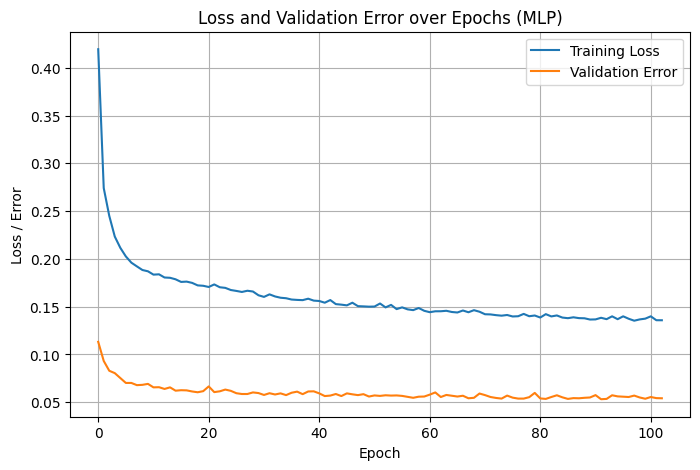 Loss and Validation Error over Epochs (MLP)
Training Loss
Validation Error
Loss / Error
0.40
0.35
0.30
0.25
0.20
0.15
0.10
0.05
0 20 40 60 80 100
Epoch